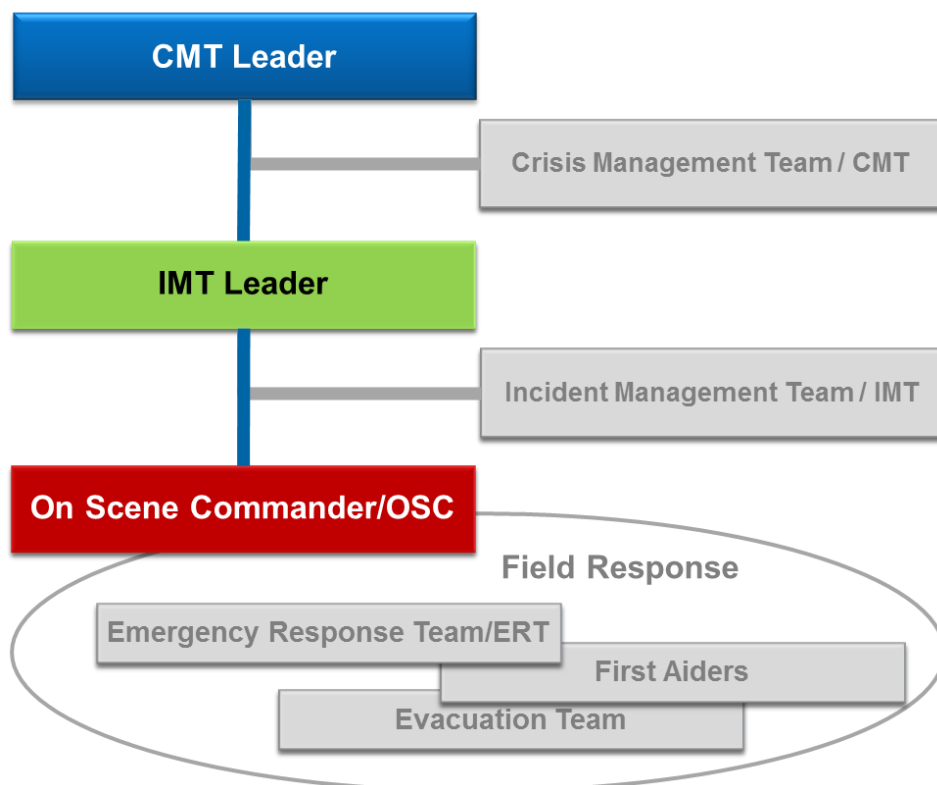 CMT Leader
Crisis Management Team / CMT
IMT Leader
Incident Management Team / IMT
On Scene Commander/OSC
Field Response
Emergency Response Team/ERT
First Aiders
Evacuation Team